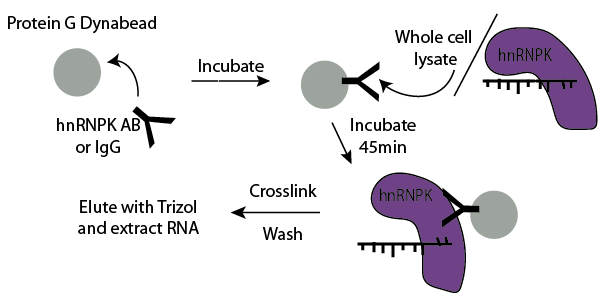 Protein G Dynabead
hnRNPK AB
or IgG
Incubate
Whole cell
lysate
hnRNPK
Incubate
45min
hnRNPK
Crosslink
Wash
Elute with Trizol
and extract RNA